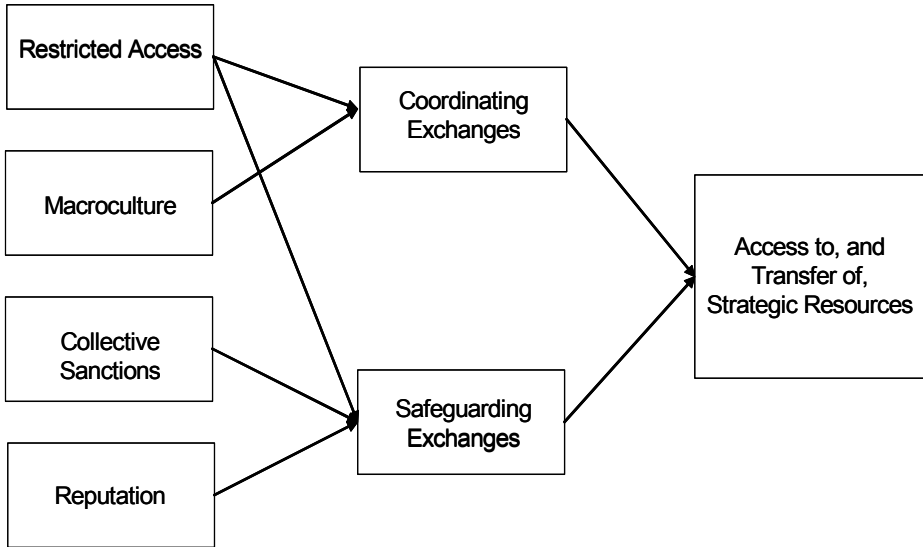 Restricted Access
Coordinating
Exchanges
Macroculture
Access to, and
Transfer of,
Strategic Resources
Collective
Sanctions
Safeguarding
Exchanges
Reputation